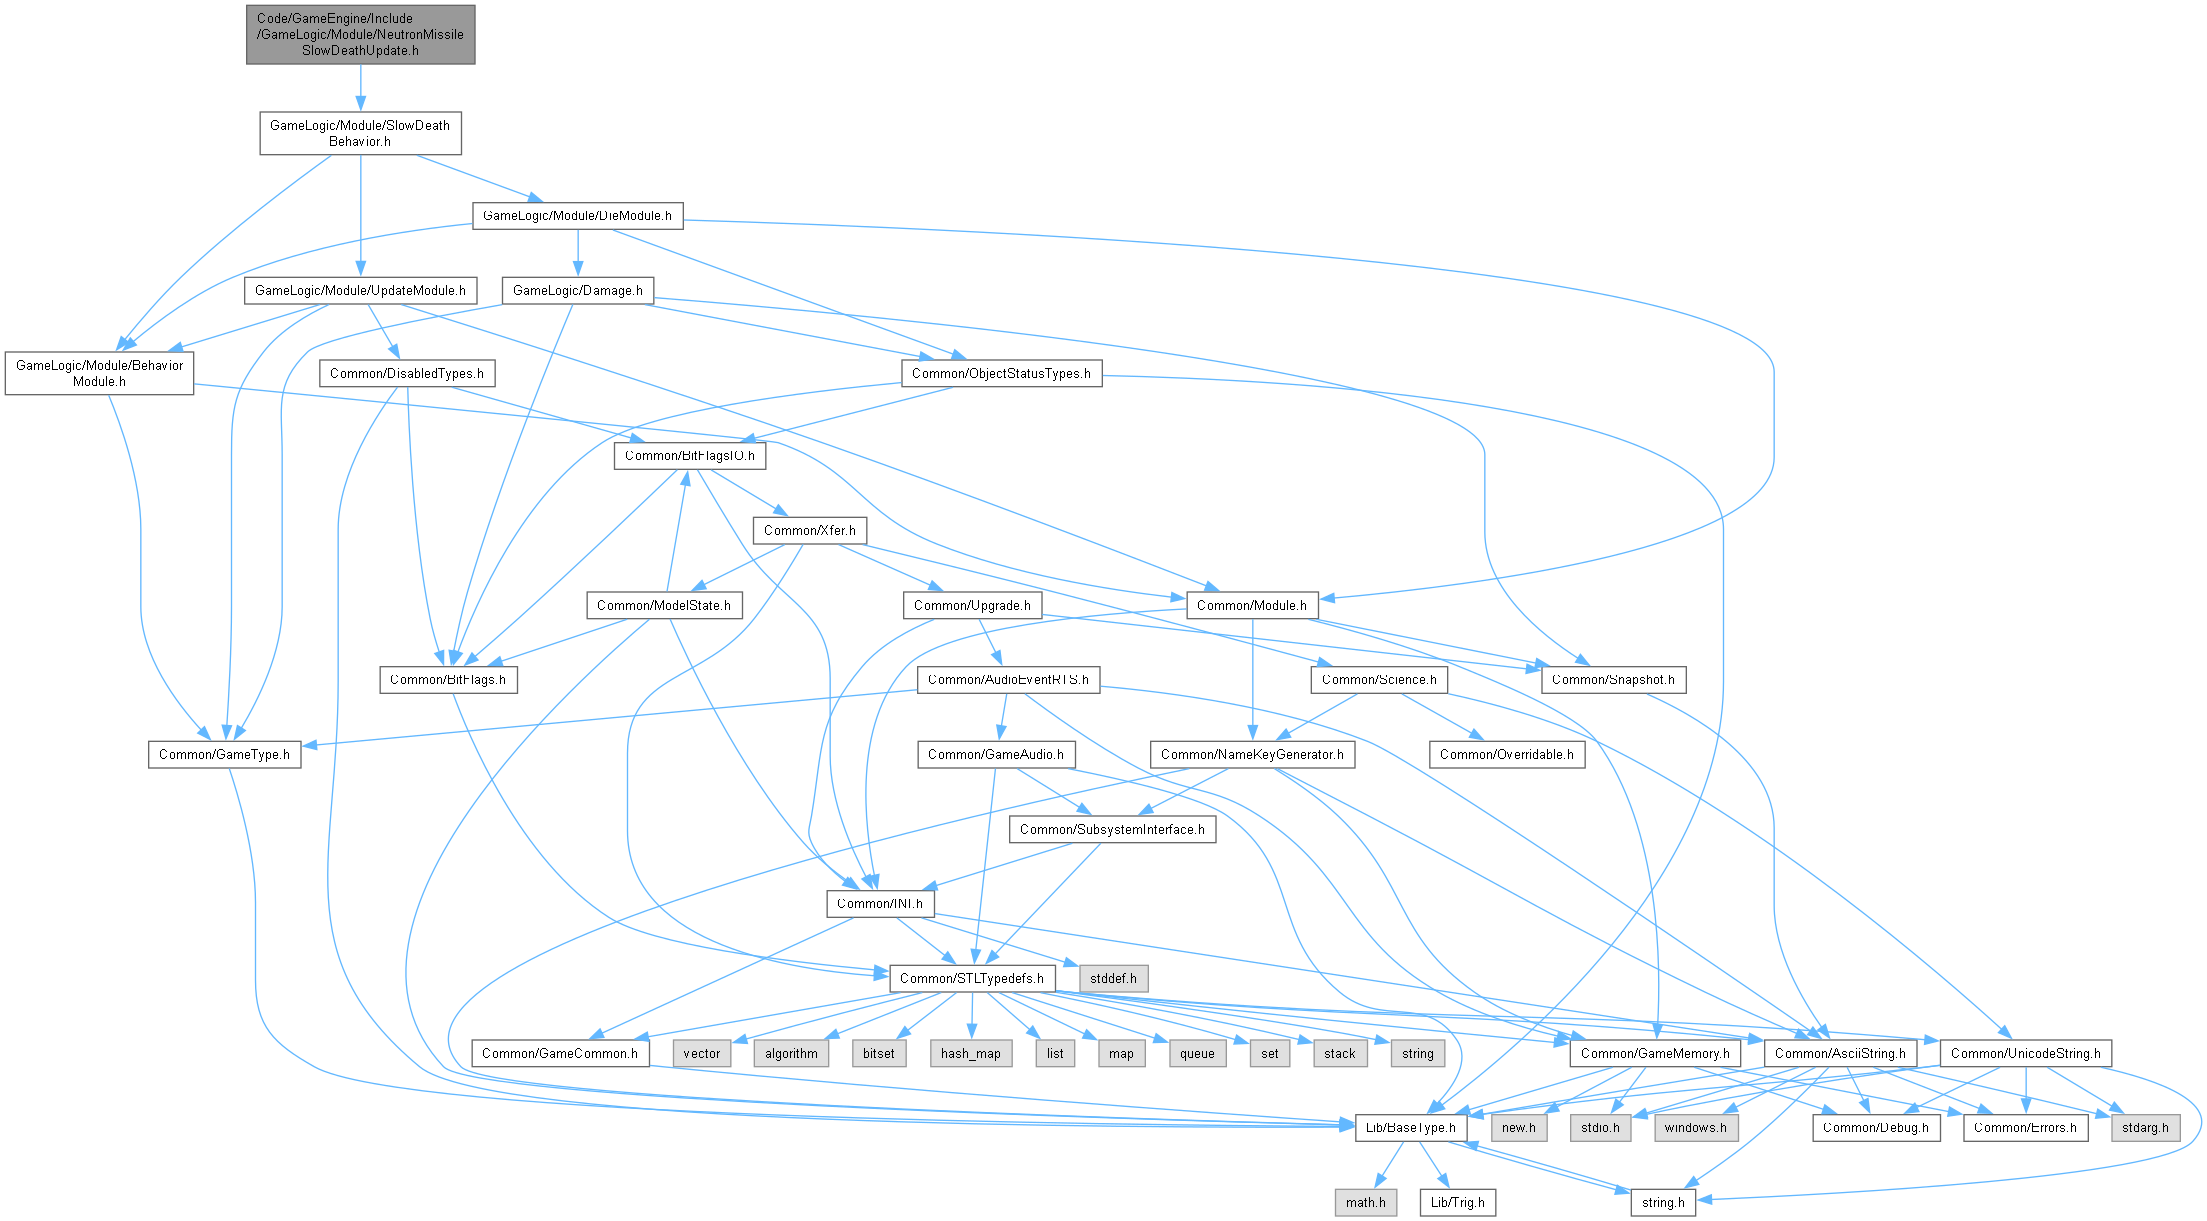 Code/GameEngine/Include
/GameLogic/Module/NeutronMissile
SlowDeathUpdate.h
GameLogic/Module/SlowDeath
Behavior.h
GameLogic/Module/DieModule.h
GameLogic/Module/UpdateModule.h
GameLogic/Damage.h
GameLogic/Module/Behavior
Module.h
Common/DisabledTypes.h
Common/ObjectStatusTypes.h
Common/BitFlagsIO.h
Common/Xfer.h
Common/ModelState.h
Common/Upgrade.h
Common/Module.h
Common/BitFlags.h
Common/AudioEventRTS.h
Common/Science.h
Common/Snapshot.h
Common/GameType.h
Common/GameAudio.h
Common/NameKeyGenerator.h
Common/Overridable.h
Common/SubsystemInterface.h
Common/INI.h
Common/STLTypedefs.h
stddef.h
Common/GameCommon.h
vector
algorithm
bitset
hash_map
list
map
queue
set
stack
string
Common/GameMemory.h
Common/AsciiString.h
Common/UnicodeString.h
Lib/BaseType.h
new.h
stdio.h
windows.h
Common/Debug.h
Common/Errors.h
stdarg.h
math.h
Lib/Trig.h
string.h